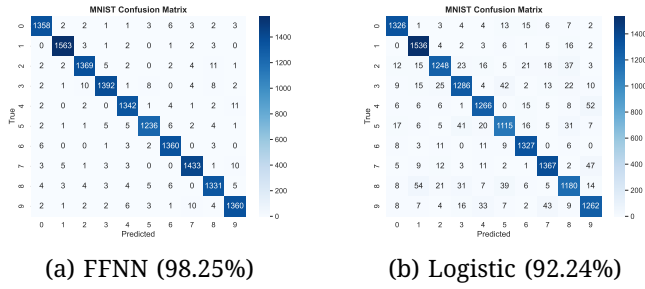 MNIST Confusion Matrix
0 1358 2 2 1 1 3 6 3 2 3
1 0 1563 3 1 2 0 1 2 3 0
2 2 2 1369 5 2 0 2 4 11 1
3 2 1 10 1392 1 8 0 4 8 2
4 2 0 2 0 1342 1 4 1 2 11
5 2 1 1 5 5 1236 6 2 4 2
6 6 0 0 1 3 2 1360 0 3 0
7 3 5 1 3 3 0 0 1433 1 10
8 4 3 3 4 4 5 6 0 1331 5
9 3 1 2 2 6 3 1 10 4 1360
0 1 2 3 4 5 6 7 8 9
True
Predicted
1400
1200
1000
800
600
400
200
0
MNIST Confusion Matrix
0 1326 1 3 4 4 13 15 6 7 2
1 0 1536 4 2 3 6 1 5 16 2
2 12 15 1248 23 16 5 21 18 37 3
3 9 15 25 1286 4 42 2 13 22 10
4 6 6 6 1 1266 0 15 5 8 52
5 17 6 5 41 20 1115 16 5 31 7
6 8 3 11 0 11 9 1327 0 6 0
7 5 9 12 3 11 2 1 1367 2 47
8 8 54 21 31 7 39 6 5 1180 14
9 8 7 4 16 33 7 2 43 9 1262
0 1 2 3 4 5 6 7 8 9
True
Predicted
1400
1200
1000
800
600
400
200
0
(a) FFNN (98.25%)
(b) Logistic (92.24%)